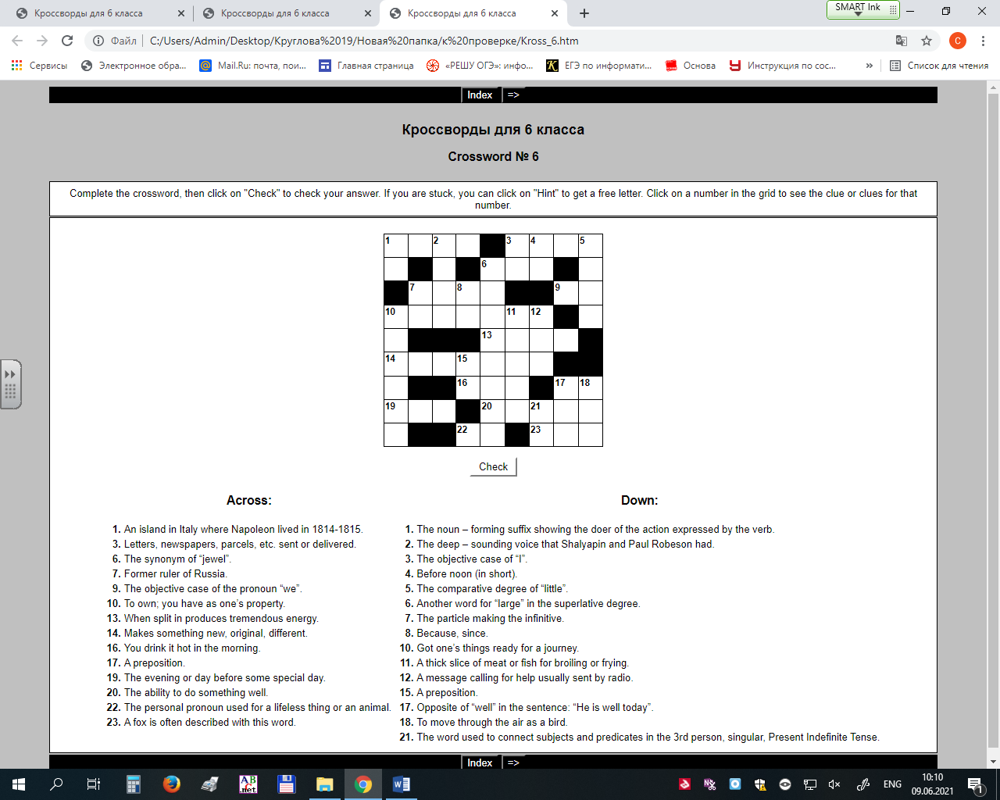 Кроссворды для 6 класса
Кроссворды для 6 класса
Кроссворды для 6 класса
SMART Ink
Файл C:/Users/Admin/Desktop/Круглова%2019/Новая%20папка/к%20проверке/Kross_6.htm
C
Сервисы Электронное обра... Mail.Ru: почта, пои... Главная страница «РЕШУ ОГЭ»: инфо... ЕГЭ по информати... Основа Инструкция по сос... » Список для чтения
Index =>
Кроссворды для 6 класса
Crossword № 6
Complete the crossword, then click on "Check" to check your answer. If you are stuck, you can click on "Hint" to get a free letter. Click on a number in the grid to see the clue or clues for that
number.
1 2 3 4 5
6
7 8 9
10 11 12
13
14 15
16 17 18
19 20 21
22 23
Check
Across:
1. An island in Italy where Napoleon lived in 1814-1815.
3. Letters, newspapers, parcels, etc. sent or delivered.
6. The synonym of “jewel”.
7. Former ruler of Russia.
9. The objective case of the pronoun “we”.
10. To own; you have as one’s property.
13. When split in produces tremendous energy.
14. Makes something new, original, different.
16. You drink it hot in the morning.
17. A preposition.
19. The evening or day before some special day.
20. The ability to do something well.
22. The personal pronoun used for a lifeless thing or an animal.
23. A fox is often described with this word.
Down:
1. The noun – forming suffix showing the doer of the action expressed by the verb.
2. The deep – sounding voice that Shalyapin and Paul Robeson had.
3. The objective case of “I”.
4. Before noon (in short).
5. The comparative degree of “little”.
6. Another word for “large” in the superlative degree.
7. The particle making the infinitive.
8. Because, since.
10. Got one’s things ready for a journey.
11. A thick slice of meat or fish for broiling or frying.
12. A message calling for help usually sent by radio.
15. A preposition.
17. Opposite of “well” in the sentence: “He is well today”.
18. To move through the air as a bird.
21. The word used to connect subjects and predicates in the 3rd person, singular, Present Indefinite Tense.
Index =>
ABC.net
ENG
10:10
09.06.2021
1